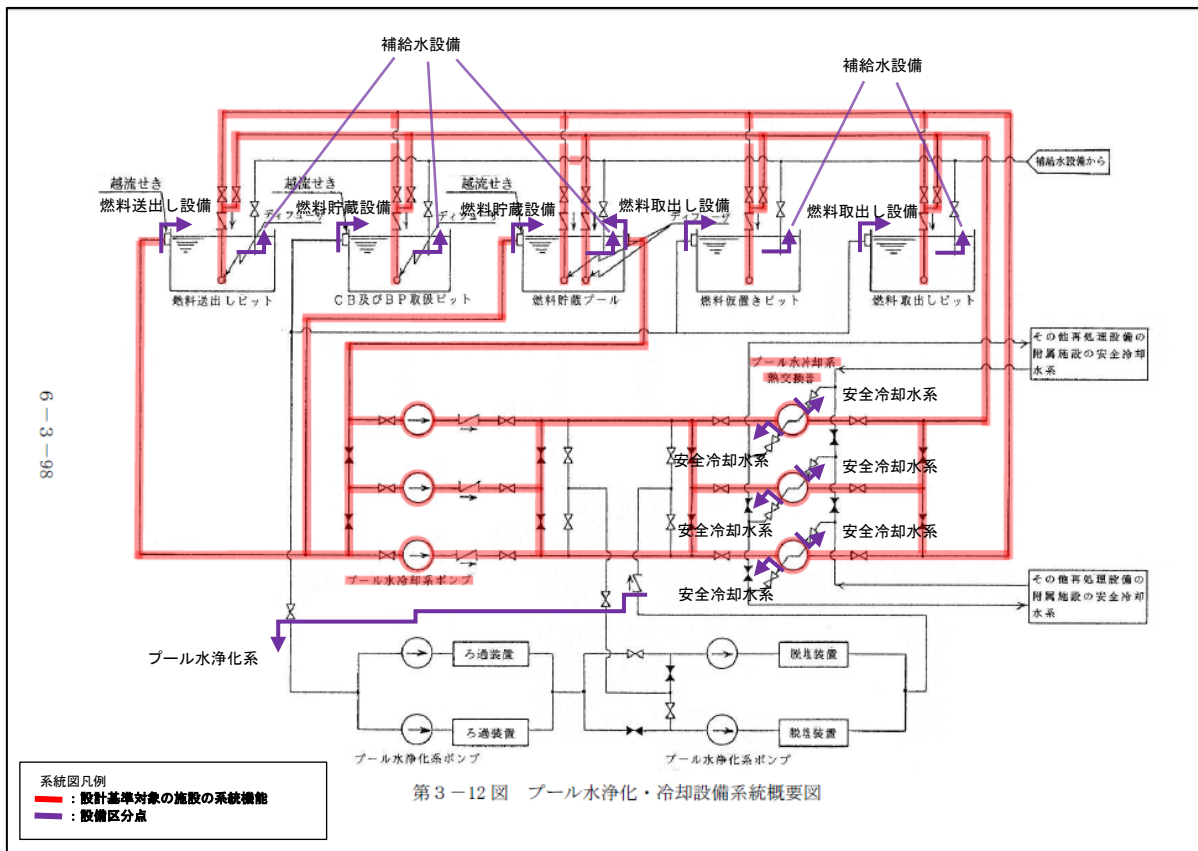 補給水設備
補給水設備
補給水設備から
越流せき
越流せき
越流せき
燃料送出し設備
燃料貯蔵設備
燃料貯蔵設備
燃料取出し設備
燃料取出し設備
ディフューザ
ディフューザ
ディフューザ
燃料送出しピット
CB及びBP取扱ピット
燃料貯蔵プール
燃料仮置きピット
燃料取出しピット
その他再処理設備の
附属施設の安全冷却
水系
プール水冷却系
熱交換器
安全冷却水系
安全冷却水系
安全冷却水系
安全冷却水系
安全冷却水系
安全冷却水系
プール水冷却系ポンプ
その他再処理設備の
附属施設の安全冷却
水系
プール水浄化系
ろ過装置
脱塩装置
ろ過装置
脱塩装置
プール水浄化系ポンプ
プール水浄化系ポンプ
6-3-98
系統図凡例
:設計基準対象の施設の系統機能
:設備区分点
第3-12図 プール水浄化・冷却設備系統概要図